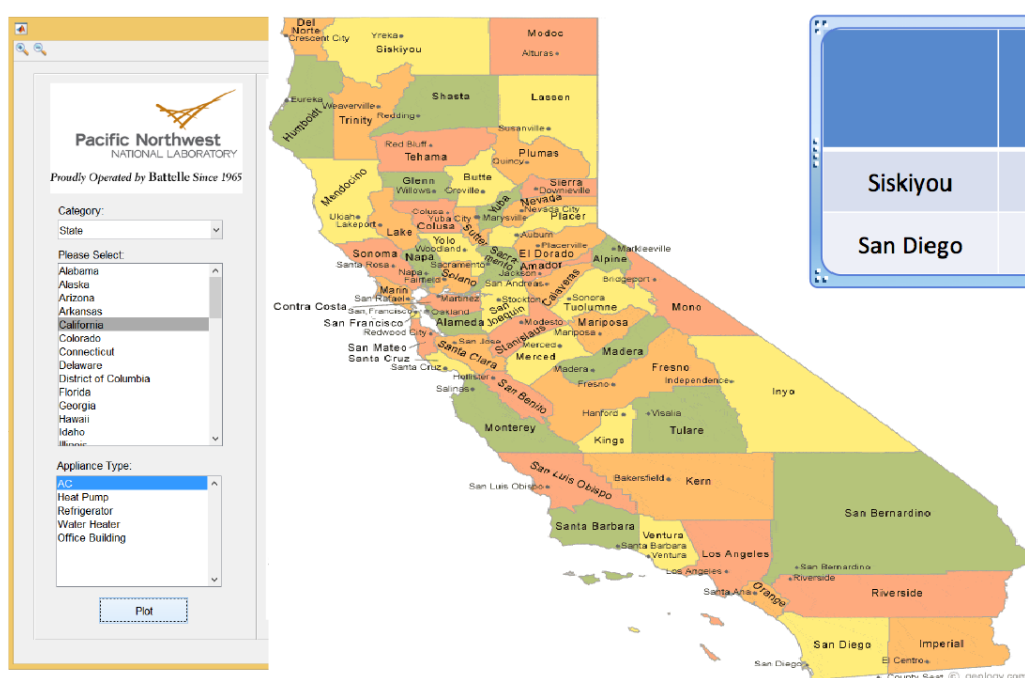 Pacific Northwest
NATIONAL LABORATORY
Proudly Operated by Battelle Since 1965
Category:
State
Please Select:
Alabama
Alaska
Arizona
Arkansas
California
Colorado
Connecticut
Delaware
District of Columbia
Florida
Georgia
Hawaii
Idaho
Illinois
Appliance Type:
AC
Heat Pump
Refrigerator
Water Heater
Office Building
Plot
Del
Norte
Crescent City
Yreka
Siskiyou
Modoc
Alturas
Eureka
Humboldt
Weaverville
Trinity
Shasta
Redding
Lassen
Susanville
Red Bluff
Tehama
Plumas
Quincy
Mendocino
Ukiah
Glenn
Willows
Butte
Oroville
Sierra
Downieville
Nevada
Nevada City
Yuba
Marysville
Placer
Auburn
Lakeport
Lake
Colusa
Colusa
Yuba City
Sutter
Yolo
Woodland
Placerville
El Dorado
Markleeville
Alpine
Sonoma
Santa Rosa
Napa
Napa
Sacramento
Sacra
mento
Amador
Jackson
Fairfield
Solano
San Andreas
Calaveras
Bridgeport
Marin
San Rafael
Martinez
Contra Costa
San Francisco
San Francisco
Oakland
Alameda
Stockton
San
Joaquin
Sonora
Tuolumne
Mono
Redwood City
San Mateo
Santa Cruz
Santa Cruz
San Jose
Santa Clara
Modesto
Stanislaus
Mariposa
Mariposa
Merced
Merced
Madera
Madera
Hollister
San Benito
Salinas
Monterey
Fresno
Fresno
Independence
Inyo
Hanford
Kings
Visalia
Tulare
San Luis Obispo
San Luis Obispo
Bakersfield
Kern
San Bernardino
San Bernardino
Santa Barbara
Santa Barbara
Ventura
Ventura
Los Angeles
Los Angeles
Santa Ana
Orange
Riverside
Riverside
San Diego
San Diego
Imperial
El Centro
County Seat © geology.com
Siskiyou
San Diego